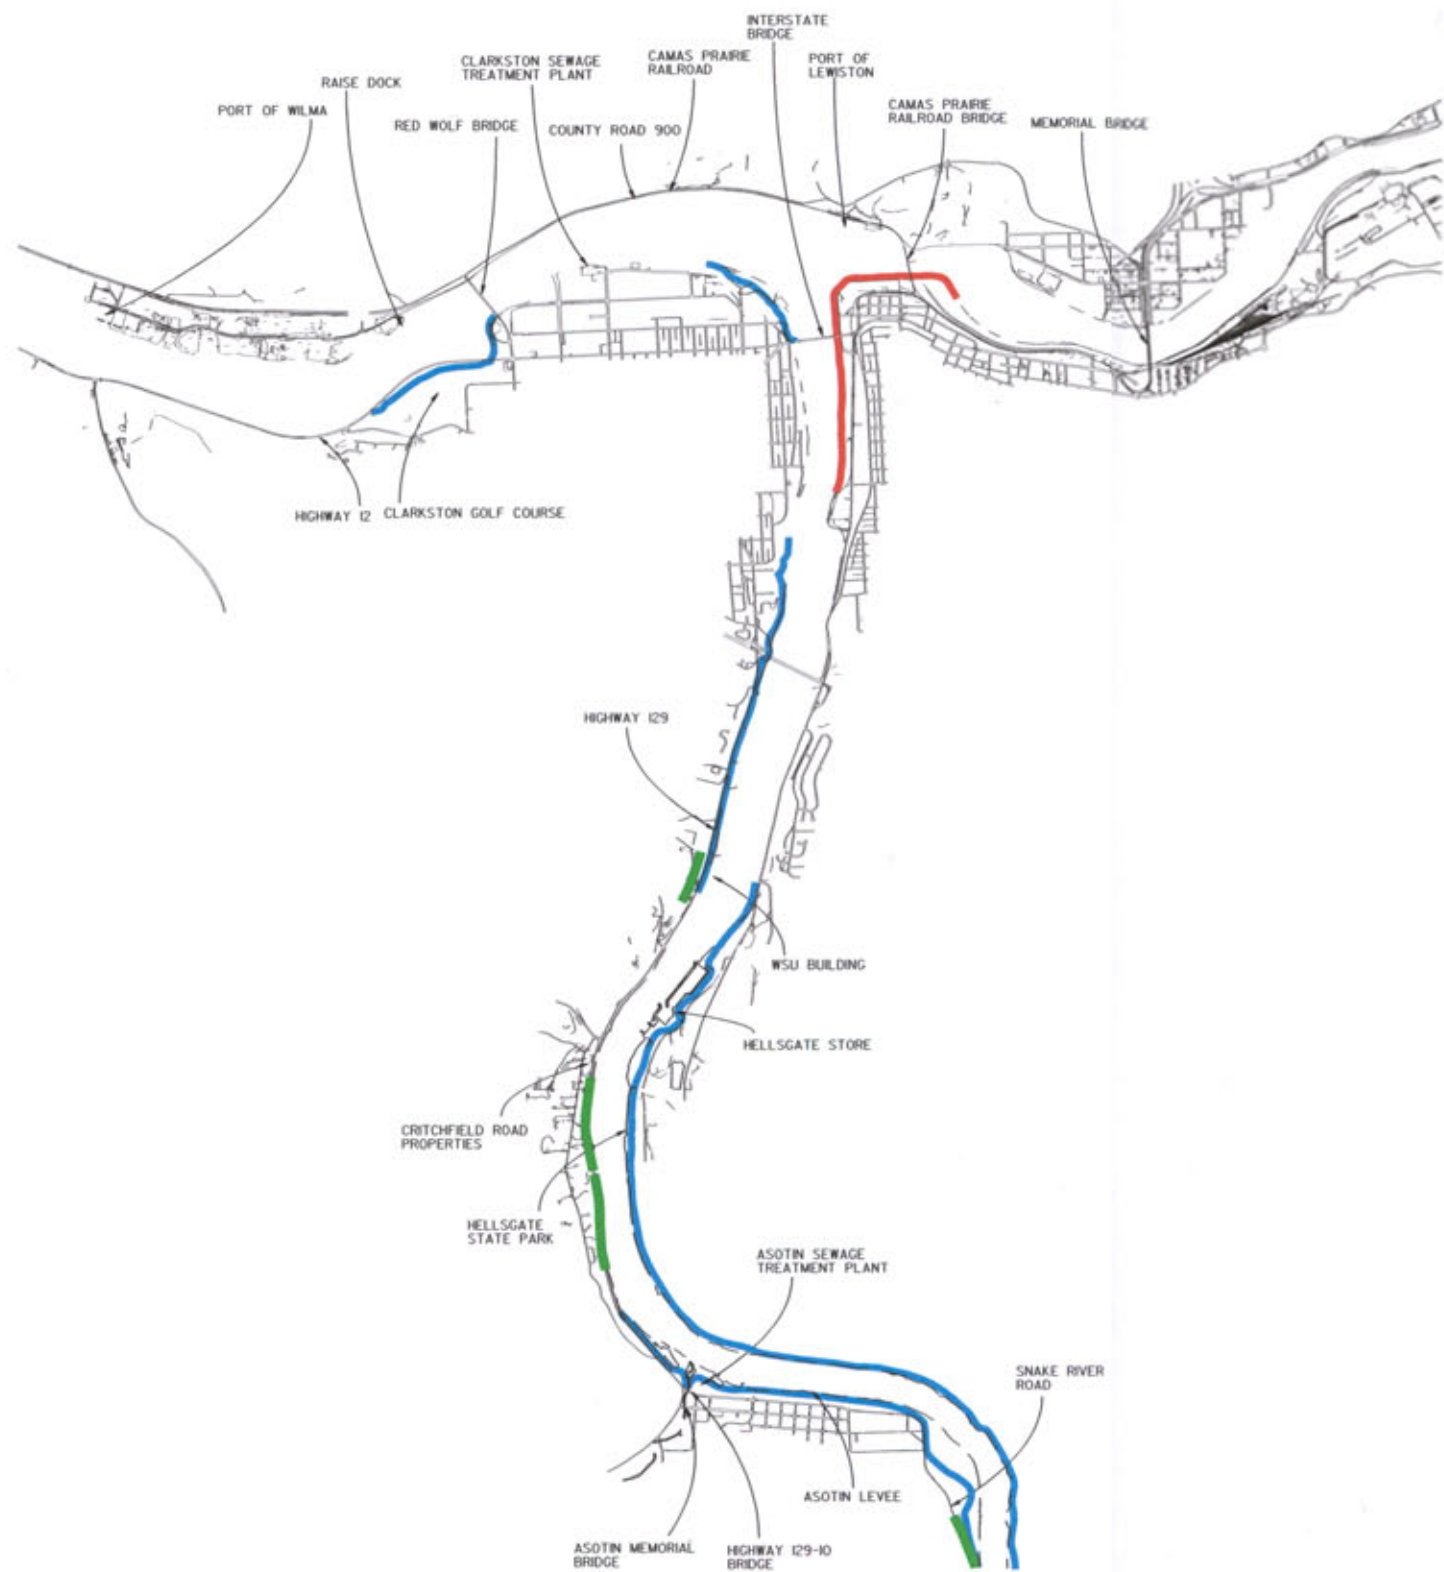 INTERSTATE
BRIDGE
CLARKSTON SEWAGE
TREATMENT PLANT
CAMAS PRAIRIE
RAILROAD
PORT OF
LEWISTON
RAISE DOCK
PORT OF WILMA
RED WOLF BRIDGE
COUNTY ROAD 900
CAMAS PRAIRIE
RAILROAD BRIDGE
MEMORIAL BRIDGE
HIGHWAY 12
CLARKSTON GOLF COURSE
HIGHWAY 129
WSU BUILDING
HELLSGATE STORE
CRITCHFIELD ROAD
PROPERTIES
HELLSGATE
STATE PARK
ASOTIN SEWAGE
TREATMENT PLANT
SNAKE RIVER
ROAD
ASOTIN LEVEE
ASOTIN MEMORIAL
BRIDGE
HIGHWAY 129-10
BRIDGE